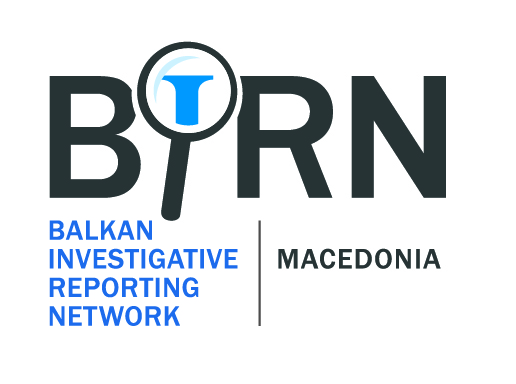 BIRN
BALKAN
INVESTIGATIVE
REPORTING
NETWORK
MACEDONIA